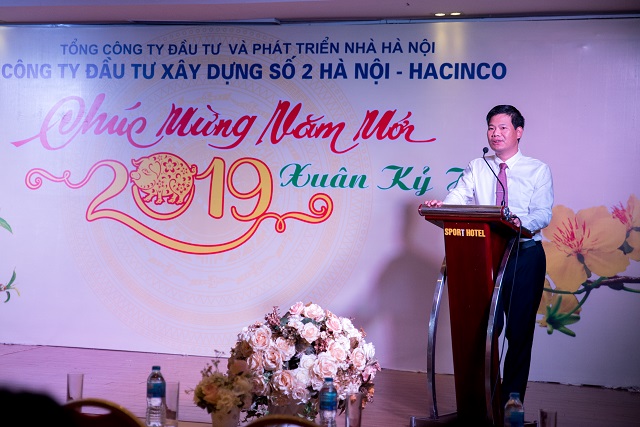 TỔNG CÔNG TY ĐẦU TƯ VÀ PHÁT TRIỂN NHÀ HÀ NỘI
CÔNG TY ĐẦU TƯ XÂY DỰNG SỐ 2 HÀ NỘI - HACINCO
Chúc Mừng Năm Mới
2019
Xuân Kỷ
SPORT HOTEL